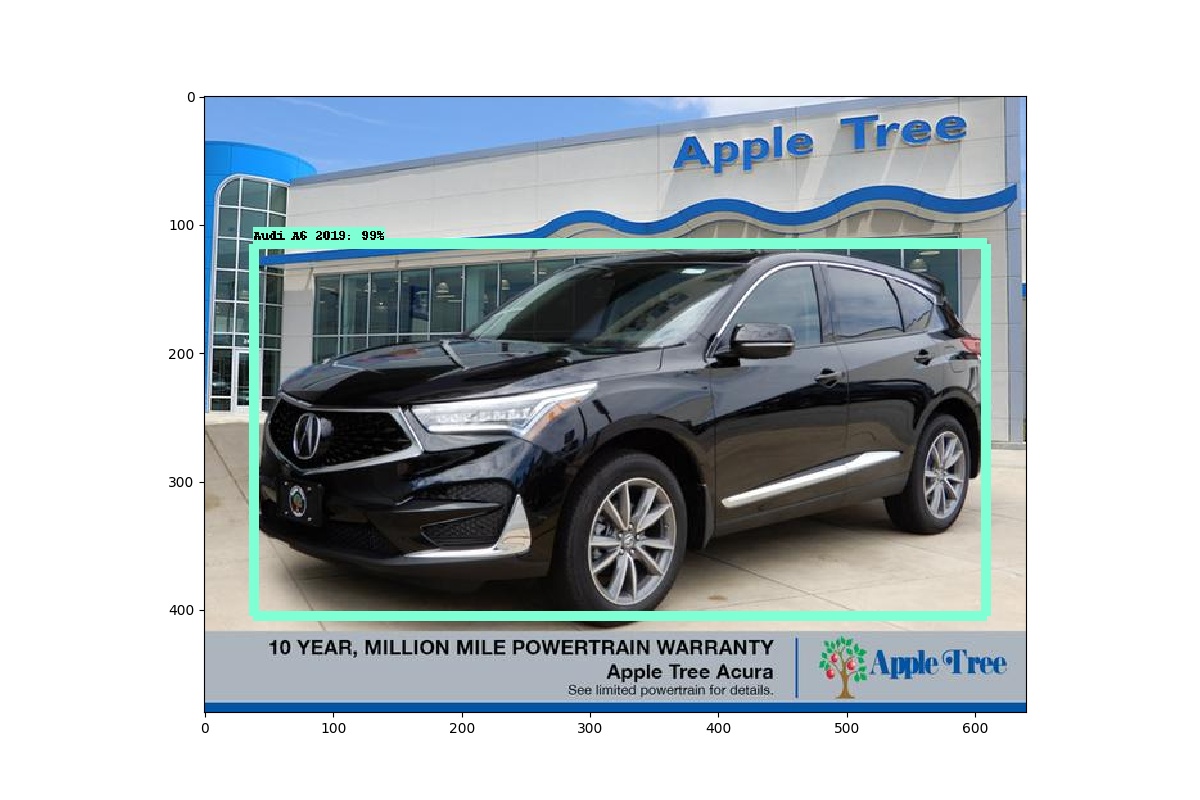 0
100
200
300
400
0
100
200
300
400
500
600
Apple Tree
Audi A6 2019: 99%
10 YEAR, MILLION MILE POWERTRAIN WARRANTY
Apple Tree Acura
See limited powertrain for details.
Apple Tree